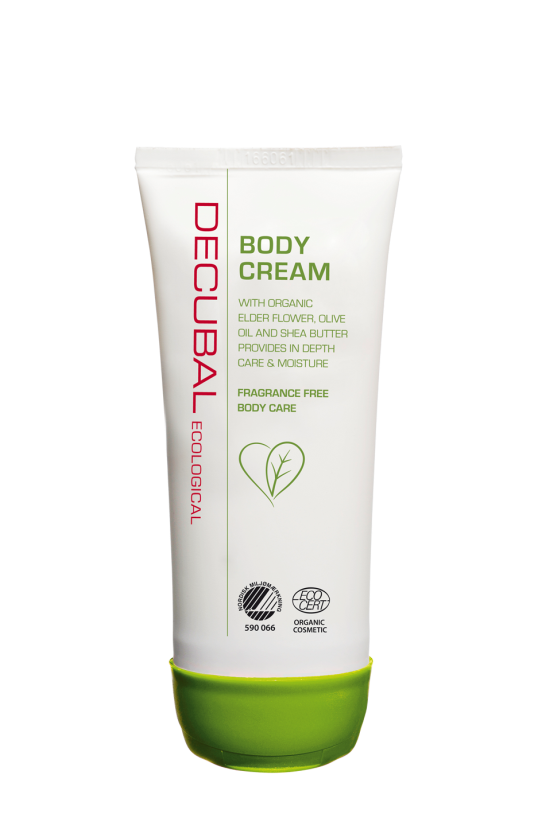 DECUBAL ECOLOGICAL
BODY
CREAM
WITH ORGANIC
ELDER FLOWER, OLIVE
OIL AND SHEA BUTTER
PROVIDES IN DEPTH
CARE & MOISTURE
FRAGRANCE FREE
BODY CARE
NORDISK MILJØMÆRKNING
590 066
ECO
CERT
ORGANIC
COSMETIC